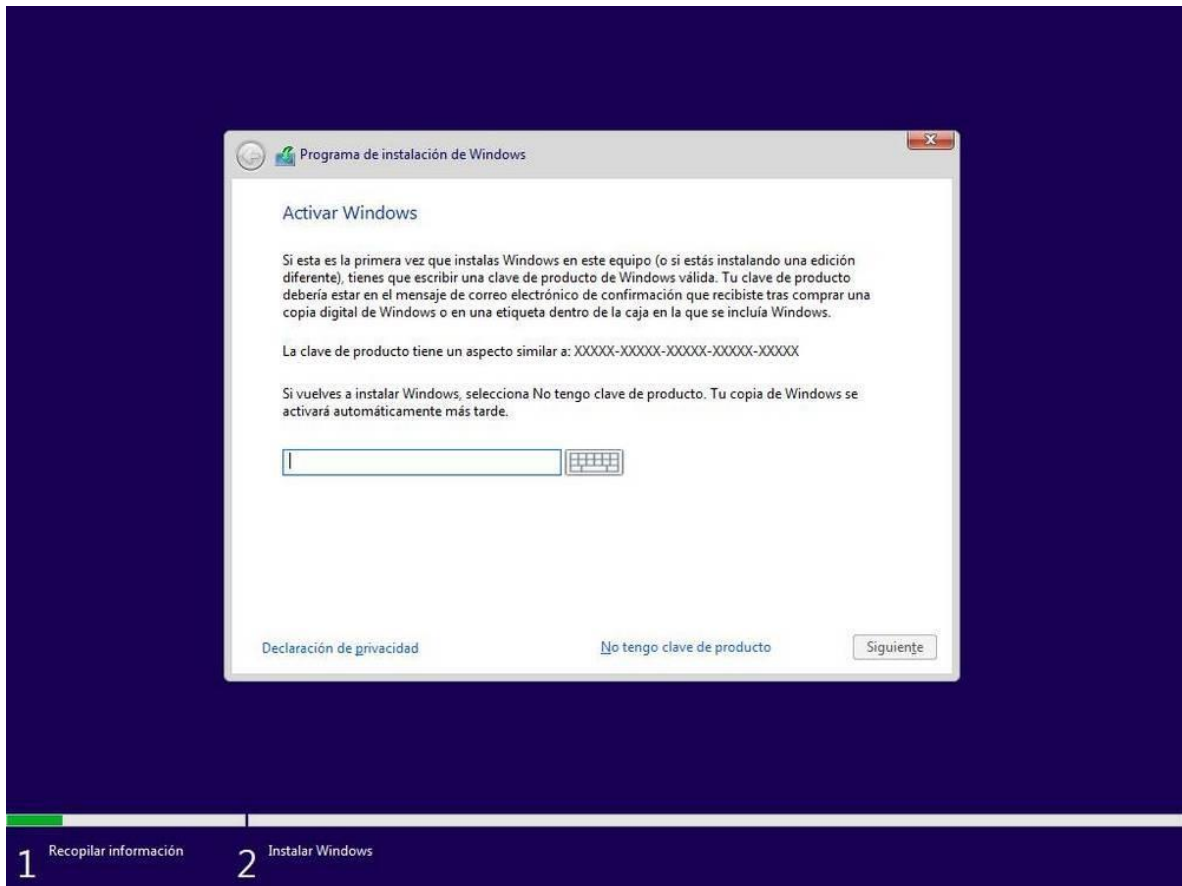 Programa de instalación de Windows
Activar Windows
Si esta es la primera vez que instalas Windows en este equipo (o si estás instalando una edición
diferente), tienes que escribir una clave de producto de Windows válida. Tu clave de producto
debería estar en el mensaje de correo electrónico de confirmación que recibiste tras comprar una
copia digital de Windows o en una etiqueta dentro de la caja en la que se incluía Windows.
La clave de producto tiene un aspecto similar a: XXXXX-XXXXX-XXXXX-XXXXX-XXXXX
Si vuelves a instalar Windows, selecciona No tengo clave de producto. Tu copia de Windows se
activará automáticamente más tarde.
Declaración de privacidad
No tengo clave de producto
Siguiente
1 Recopilar información
2 Instalar Windows